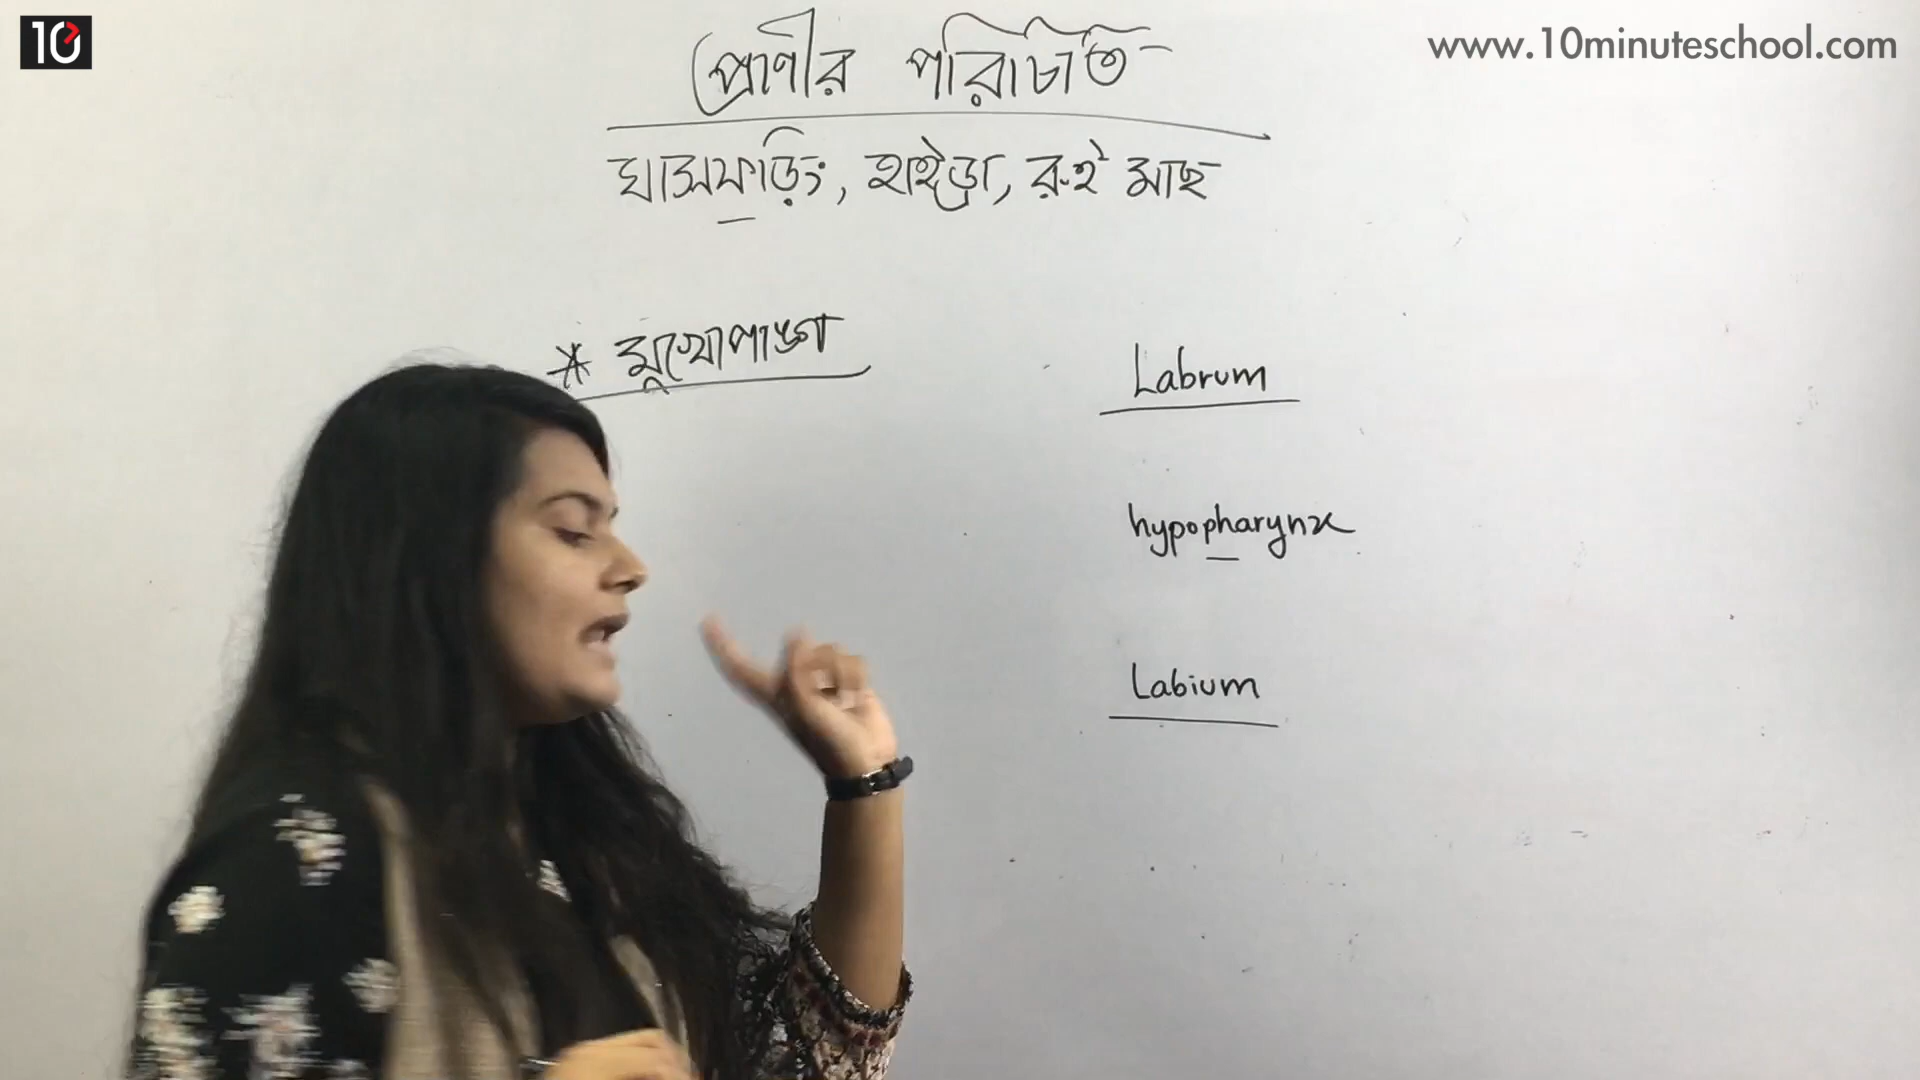 10
www.10minuteschool.com
প্রাণীর পরিচিতি
ঘাসফড়িং, হাইড্রা, রুই মাছ
* মুখোপাঙ্গ
Labrum
hypopharynx
Labium